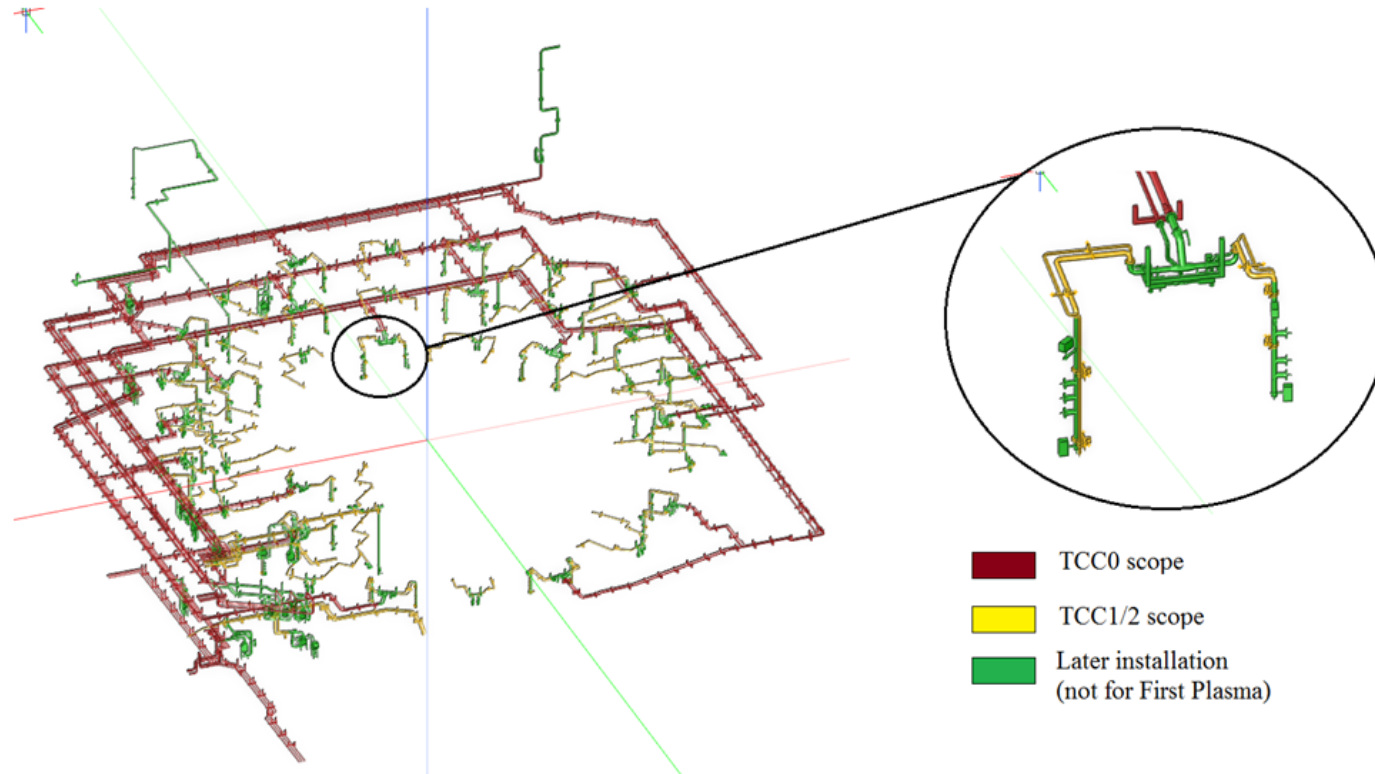 TCC0 scope
TCC1/2 scope
Later installation
(not for First Plasma)